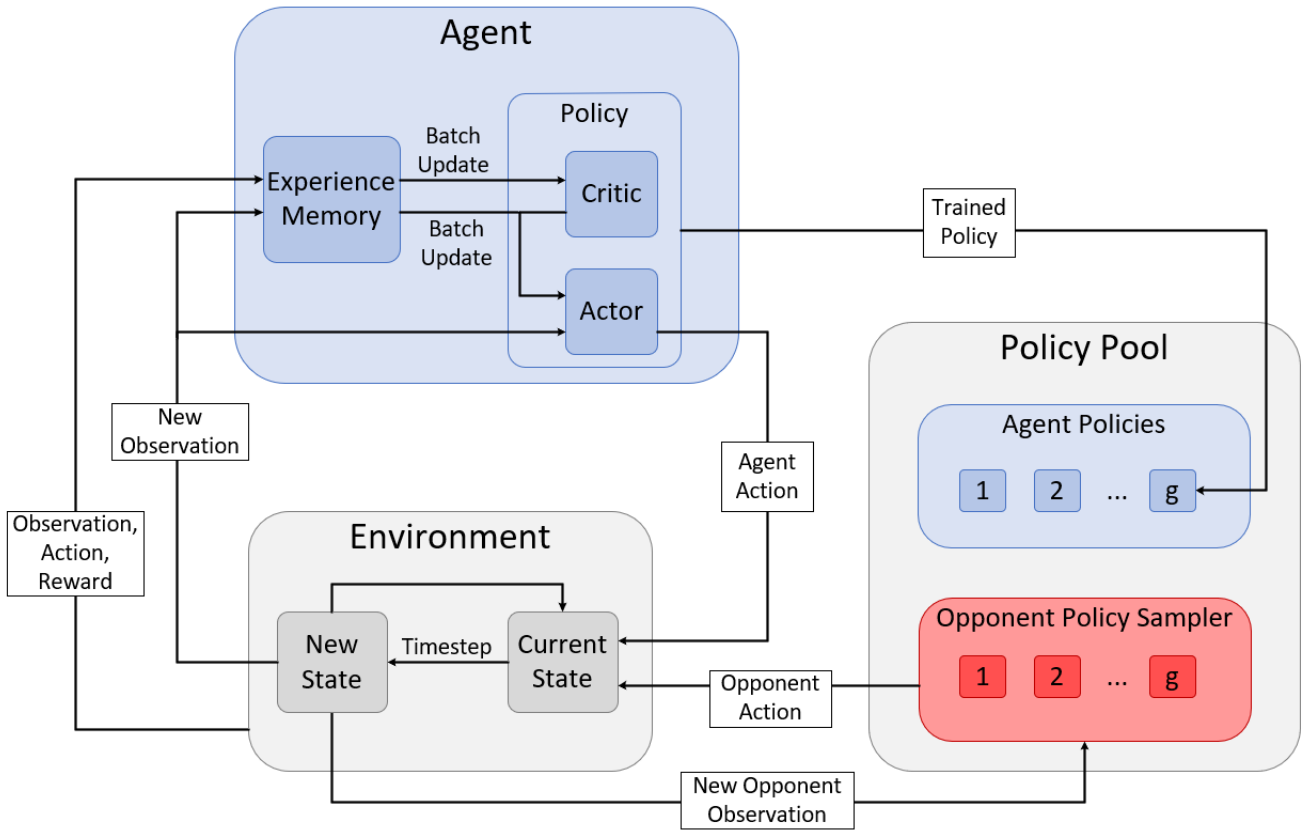 Agent
Policy
Batch
Update
Experience
Memory
Critic
Batch
Update
Actor
Trained
Policy
Policy Pool
Agent Policies
1 2 ... g
New
Observation
Agent
Action
Observation,
Action,
Reward
Environment
New
State
Timestep
Current
State
Opponent Policy Sampler
1 2 ... g
Opponent
Action
New Opponent
Observation